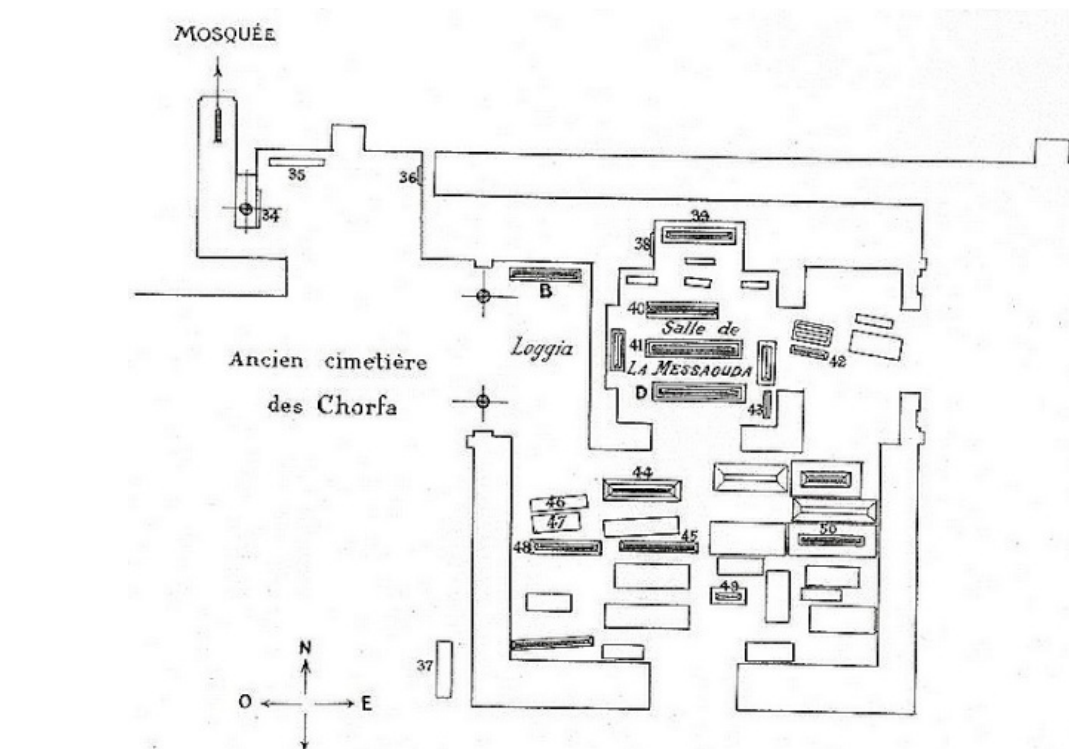 MOSQUÉE
35
36
34
39
38
B
40
Salle de
Loggia
41
LA MESSAOUDA
42
Ancien cimetière
D
des Chorfa
43
44
46
47
50
48
45
49
N
37
O
E